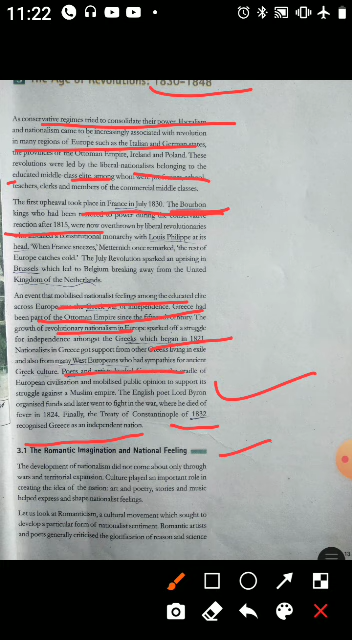 11:22
The Age of Revolutions: 1830-1848
As conservative regimes tried to consolidate their power, liberalism
and nationalism came to be increasingly associated with revolution
in many regions of Europe such as the Italian and German states,
the provinces of the Ottoman Empire, Ireland and Poland. These
revolutions were led by the liberal-nationalists belonging to the
educated middle-class elite, among whom were
teachers, clerks and members of the commercial middle classes.
The first upheaval took place in France in July 1830. The Bourbon
kings who had been restored to power during the conservative
reaction after 1815, were now overthrown by liberal revolutionaries
who installed a constitutional monarchy with Louis Philippe at its
head. 'When France sneezes,' Metternich once remarked, 'the rest of
Europe catches cold.' The July Revolution sparked an uprising in
Brussels which led to Belgium breaking away from the United
Kingdom of the Netherlands.
An event that mobilised nationalist feelings among the educated elite
across Europe was the Greek war of independence. Greece had
been part of the Ottoman Empire since the fifteenth century. The
growth of revolutionary nationalism in Europe sparked off a struggle
for independence amongst the Greeks which began in 1821.
Nationalists in Greece got support from other Greeks living in exile
and also from many West Europeans who had sympathies for ancient
Greek culture. Poets and cradle of
European civilisation and mobilised public opinion to support its
struggle against a Muslim empire. The English poet Lord Byron
organised funds and later went to fight in the war, where he died of
fever in 1824. Finally, the Treaty of Constantinople of 1832
recognised Greece as an independent nation.
3.1 The Romantic Imagination and National Feeling
The development of nationalism did not come about only through
wars and territorial expansion. Culture played an important role in
creating the idea of the nation: art and poetry, stories and music
helped express and shape nationalist feelings.
Let us look at Romanticism, a cultural movement which sought to
develop a particular form of nationalist sentiment. Romantic artists
and poets generally criticised the glorification of reason and science